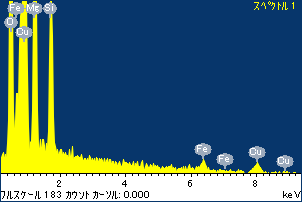 スペクトル 1
Fe Mg Si
O
Cu
Fe Fe Cu Cu
2 4 6 8
フルスケール 183 カウント カーソル: 0.000 keV